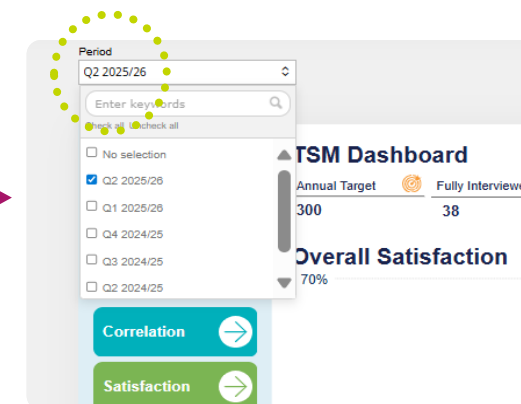 Period
Q2 2025/26
Enter keywords
Check all Uncheck all
No selection
Q2 2025/26
Q1 2025/26
Q4 2024/25
Q3 2024/25
Q2 2024/25
TSM Dashboard
Annual Target Fully Interviewe
300 38
Overall Satisfaction
70%
Correlation
Satisfaction